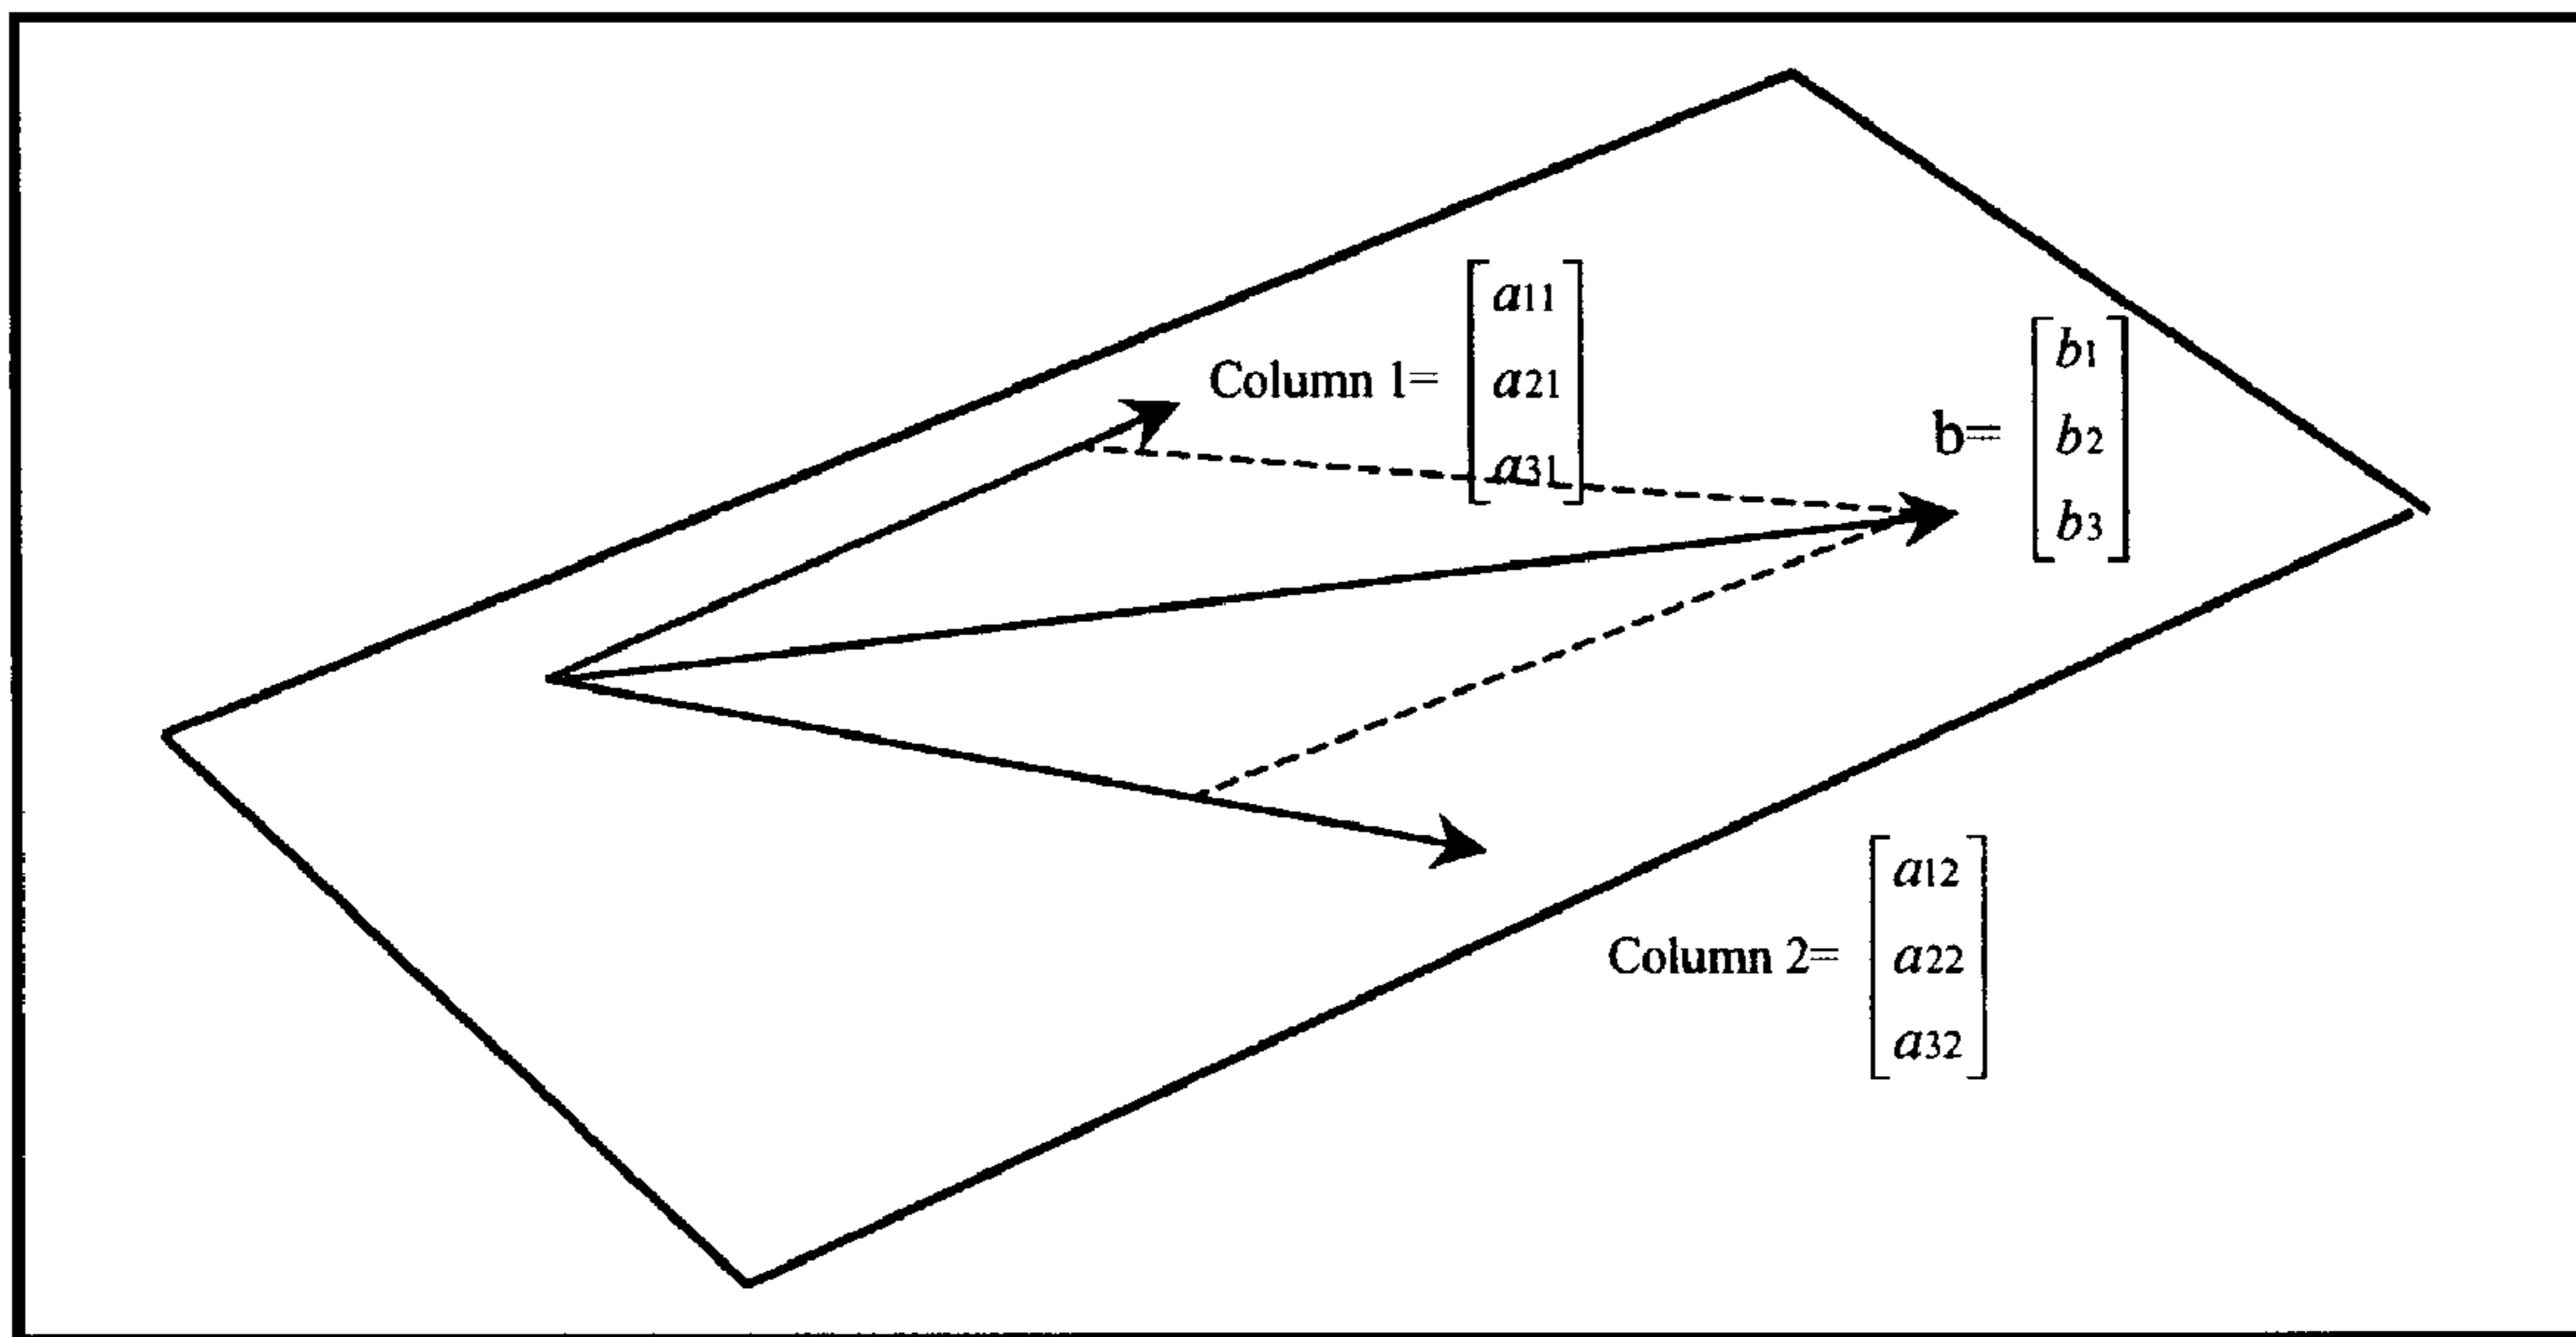 Column 1= [a11
a21
a31]
b= [b1
b2
b3]
Column 2= [a12
a22
a32]